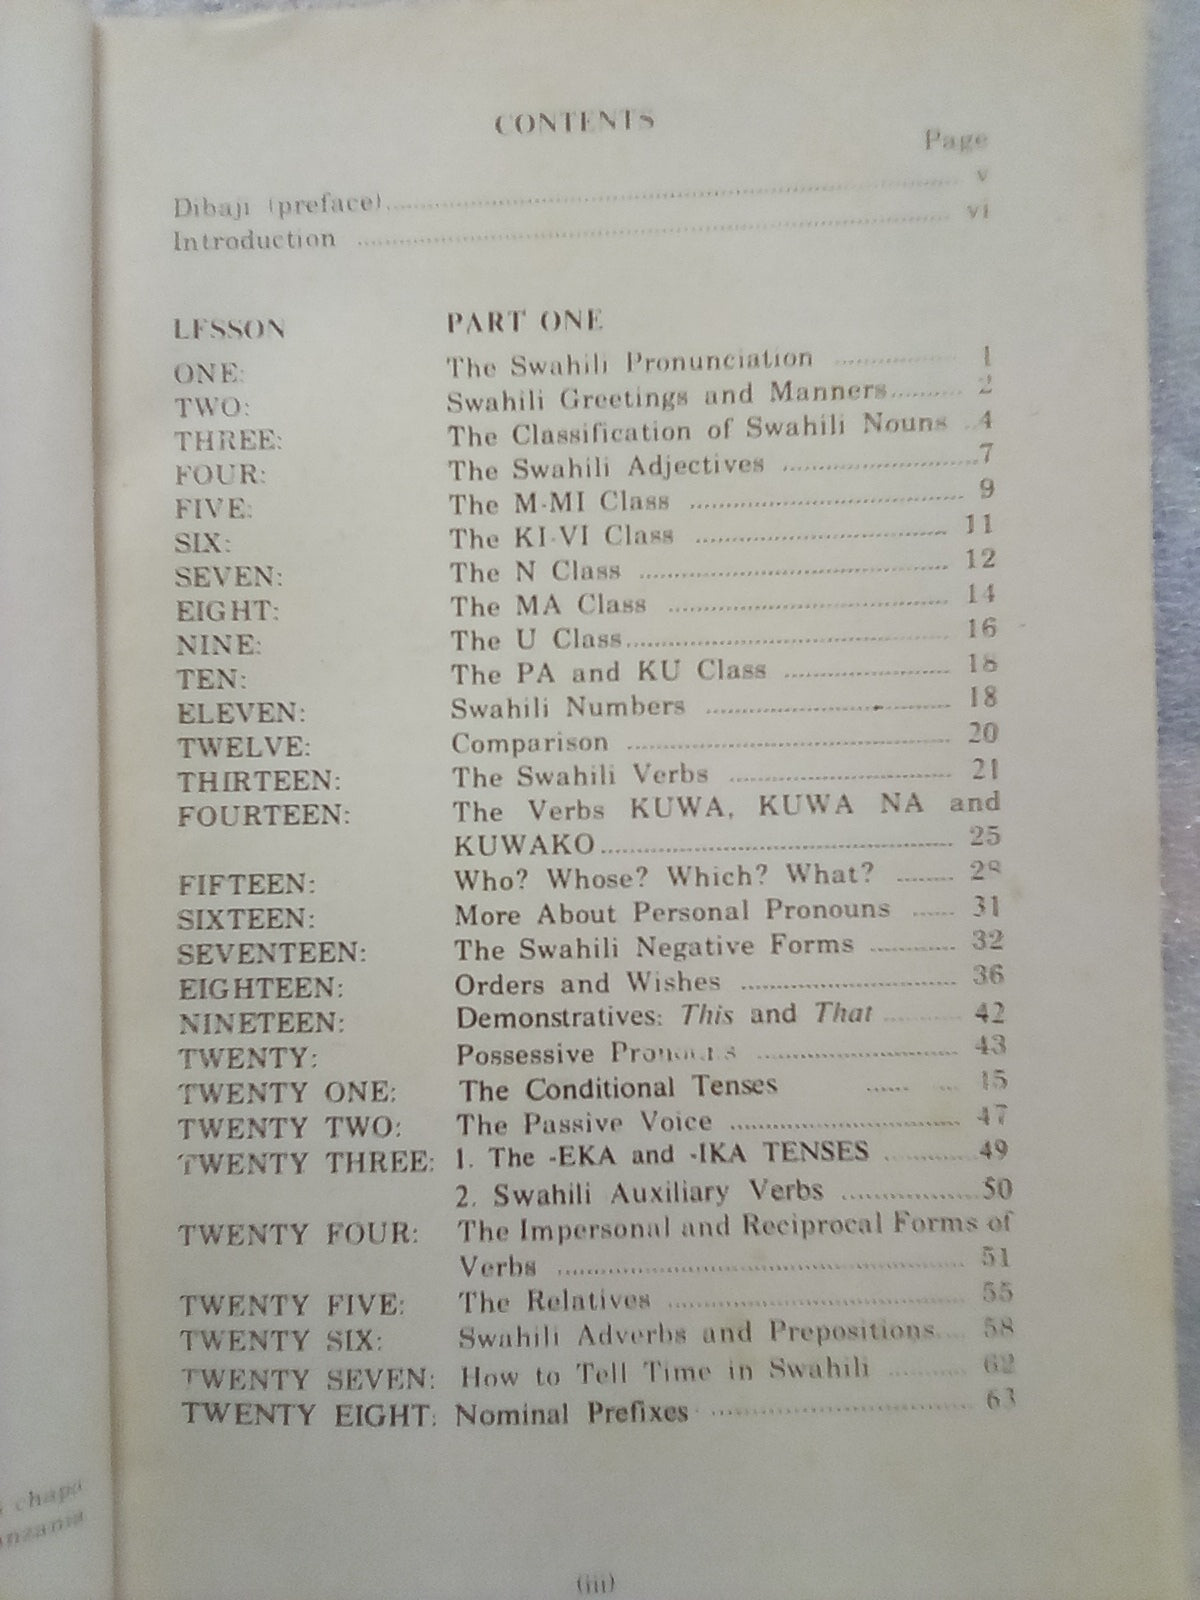 CONTENTS
Page
Dibaji (preface).......... v
Introduction .......... vi
LESSON PART ONE
ONE: The Swahili Pronunciation .......... 1
TWO: Swahili Greetings and Manners.......... 2
THREE: The Classification of Swahili Nouns ..4
FOUR: The Swahili Adjectives ..........7
FIVE: The M-MI Class .......... 9
SIX: The KI-VI Class .......... 11
SEVEN: The N Class .......... 12
EIGHT: The MA Class .......... 14
NINE: The U Class.......... 16
TEN: The PA and KU Class .......... 18
ELEVEN: Swahili Numbers .......... 18
TWELVE: Comparison .......... 20
THIRTEEN: The Swahili Verbs .......... 21
FOURTEEN: The Verbs KUWA, KUWA NA and
KUWAKO.......... 25
FIFTEEN: Who? Whose? Which? What? ........ 28
SIXTEEN: More About Personal Pronouns ...... 31
SEVENTEEN: The Swahili Negative Forms .......... 32
EIGHTEEN: Orders and Wishes .......... 36
NINETEEN: Demonstratives: This and That .......... 42
TWENTY: Possessive Pronouns .......... 43
TWENTY ONE: The Conditional Tenses .......... 45
TWENTY TWO: The Passive Voice .......... 47
TWENTY THREE: 1. The -EKA and -IKA TENSES ..........49
2. Swahili Auxiliary Verbs ..........50
TWENTY FOUR: The Impersonal and Reciprocal Forms of
Verbs .......... 51
TWENTY FIVE: The Relatives .......... 55
TWENTY SIX: Swahili Adverbs and Prepositions.... 58
TWENTY SEVEN: How to Tell Time in Swahili .......... 62
TWENTY EIGHT: Nominal Prefixes .......... 63
chapa
(iii)